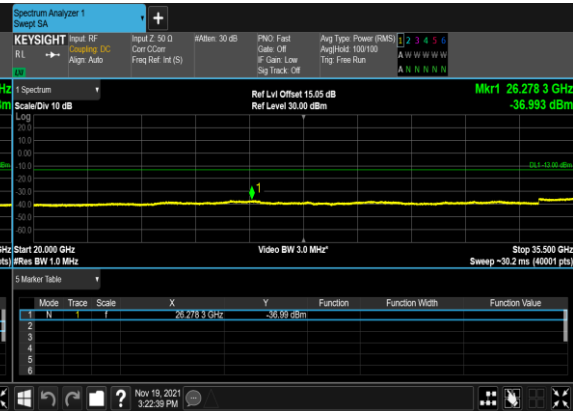 Spectrum Analyzer 1
Swept SA
+
KEYSIGHT Input: RF Input Z: 50 Ω #Atten: 30 dB PNO: Fast Avg Type: Power (RMS) 1 2 3 4 5 6
RL Coupling: DC Corr CCorr Gate: Off Avg|Hold: 100/100 A W W W W W
Align: Auto Freq Ref: Int (S) IF Gain: Low Trig: Free Run A N N N N N
Sig Track: Off
Hz 1 Spectrum Ref Lvl Offset 15.05 dB Mkr1 26.278 3 GHz
Bm Scale/Div 10 dB Ref Level 30.00 dBm -36.993 dBm
Log
20.0
10.0
0.00
Bm -10.0 DL1 -13.00 dBm
-20.0
-30.0 1
-40.0
-50.0
-60.0
GHz Start 20.000 GHz Video BW 3.0 MHz* Stop 35.500 GHz
ts) #Res BW 1.0 MHz Sweep ~30.2 ms (40001 pts)
5 Marker Table
Mode Trace Scale X Y Function Function Width Function Value
1 N 1 f 26.278 3 GHz -36.99 dBm
2
3
4
5
6
? Nov 19, 2021
3:22:39 PM